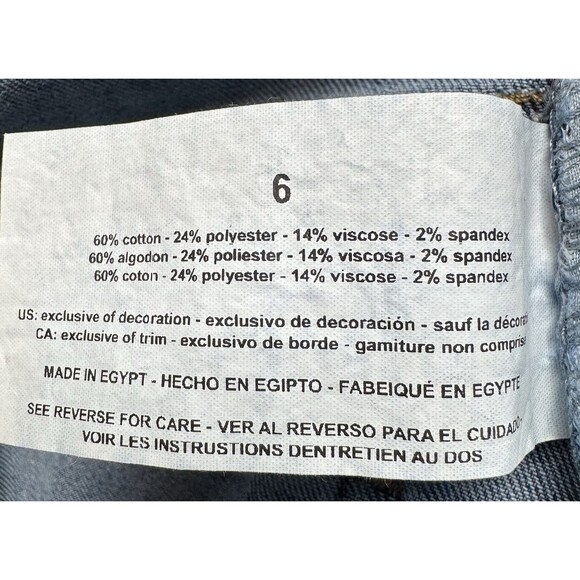 6
60% cotton - 24% polyester - 14% viscose - 2% spandex
60% algodon - 24% poliester - 14% viscosa - 2% spandex
60% coton - 24% polyester - 14% viscose - 2% spandex
US: exclusive of decoration - exclusivo de decoración - sauf la décora
CA: exclusive of trim - exclusivo de borde - gamiture non comprise
MADE IN EGYPT - HECHO EN EGIPTO - FABEIQUÉ EN EGYPTE
SEE REVERSE FOR CARE - VER AL REVERSO PARA EL CUIDADO -
VOIR LES INSTRUSTIONS DENTRETIEN AU DOS